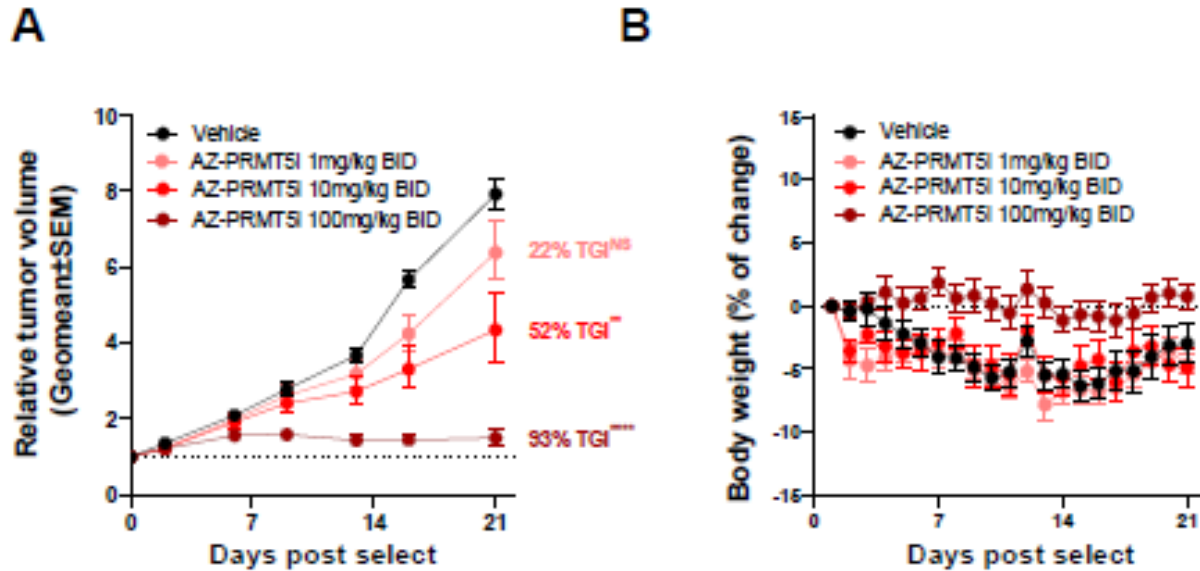 A
B
Relative tumor volume
(Geomean±SEM)
10
8
6
4
2
0
Vehicle
AZ-PRMT5I 1mg/kg BID
AZ-PRMT5I 10mg/kg BID
AZ-PRMT5I 100mg/kg BID
22% TGI NS
52% TGI **
93% TGI ****
0
7
14
21
Days post select
Body weight (% of change)
15
10
5
0
-5
-10
-15
Vehicle
AZ-PRMT5I 1mg/kg BID
AZ-PRMT5I 10mg/kg BID
AZ-PRMT5I 100mg/kg BID
0
7
14
21
Days post select